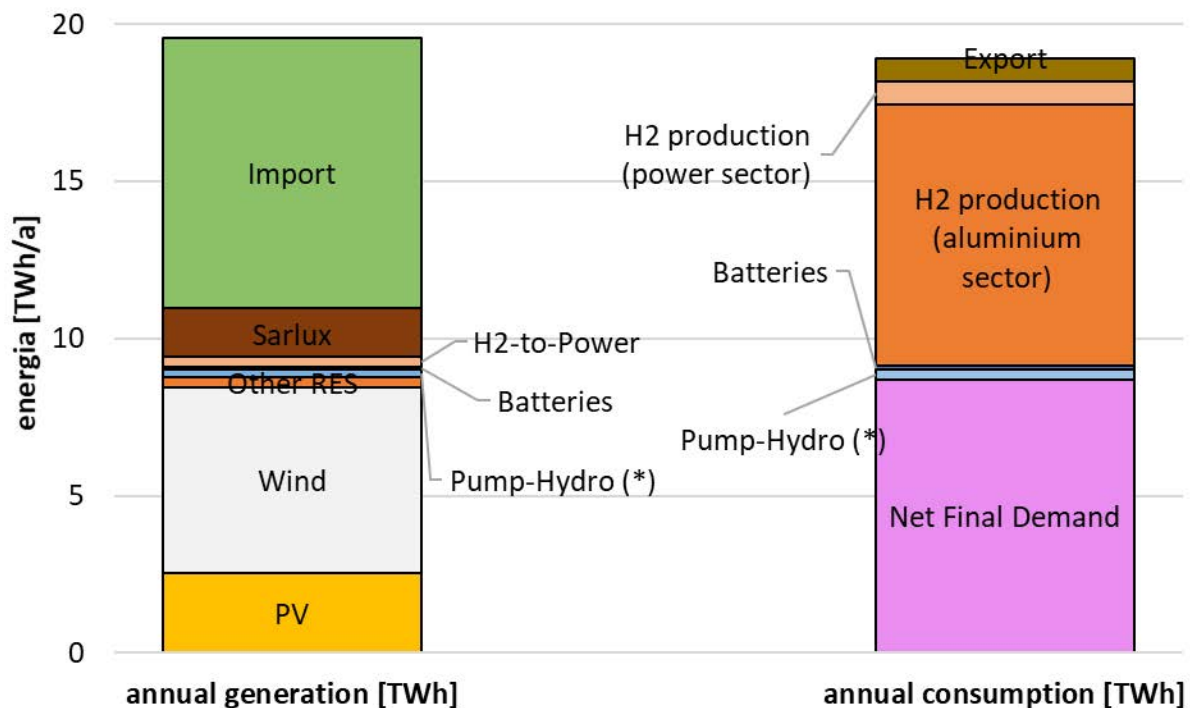 20
15
10
5
0
energia [TWh/a]
Import
Sarlux
H2-to-Power
Other RES
Batteries
Wind
Pump-Hydro (*)
PV
annual generation [TWh]
Export
H2 production
(power sector)
H2 production
(aluminium
sector)
Batteries
Pump-Hydro (*)
Net Final Demand
annual consumption [TWh]